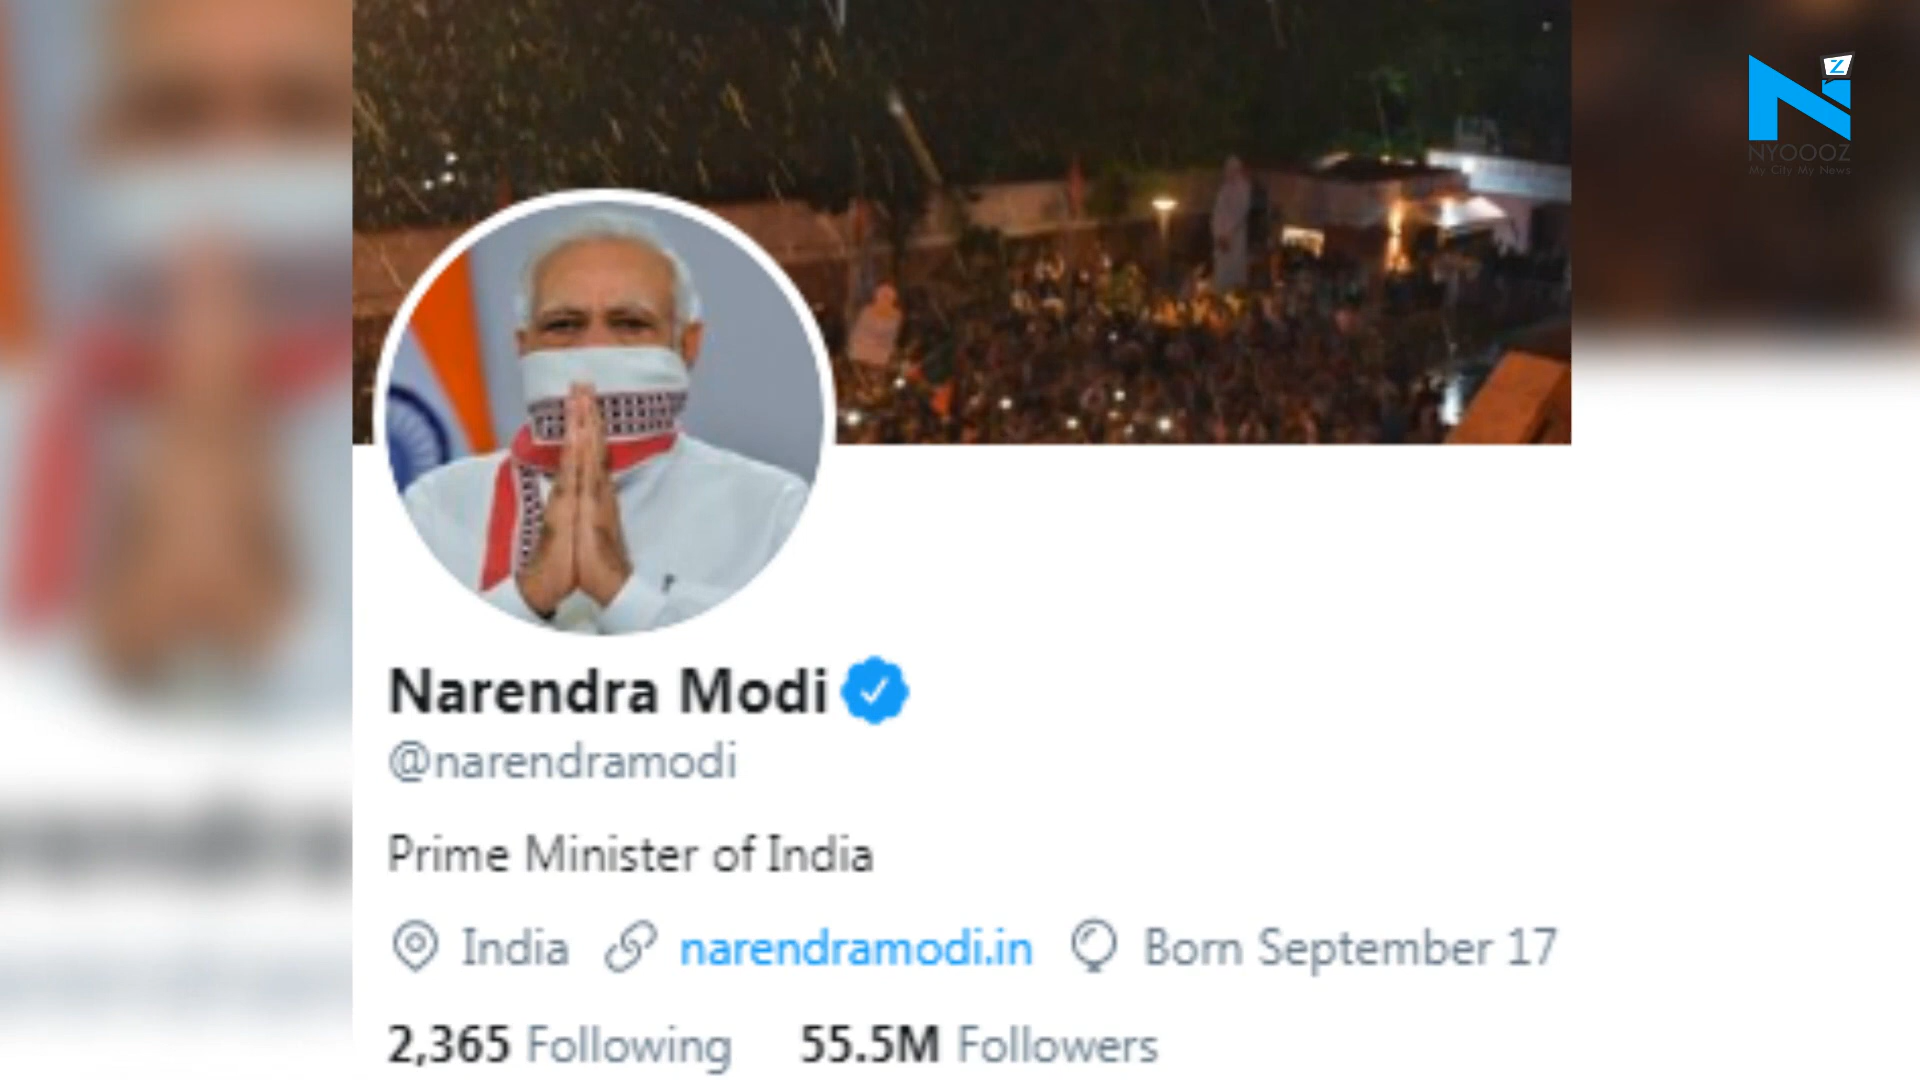 Z
NYOOOZ
My City My News
Narendra Modi
@narendramodi
Prime Minister of India
India narendramodi.in Born September 17
2,365 Following 55.5M Followers